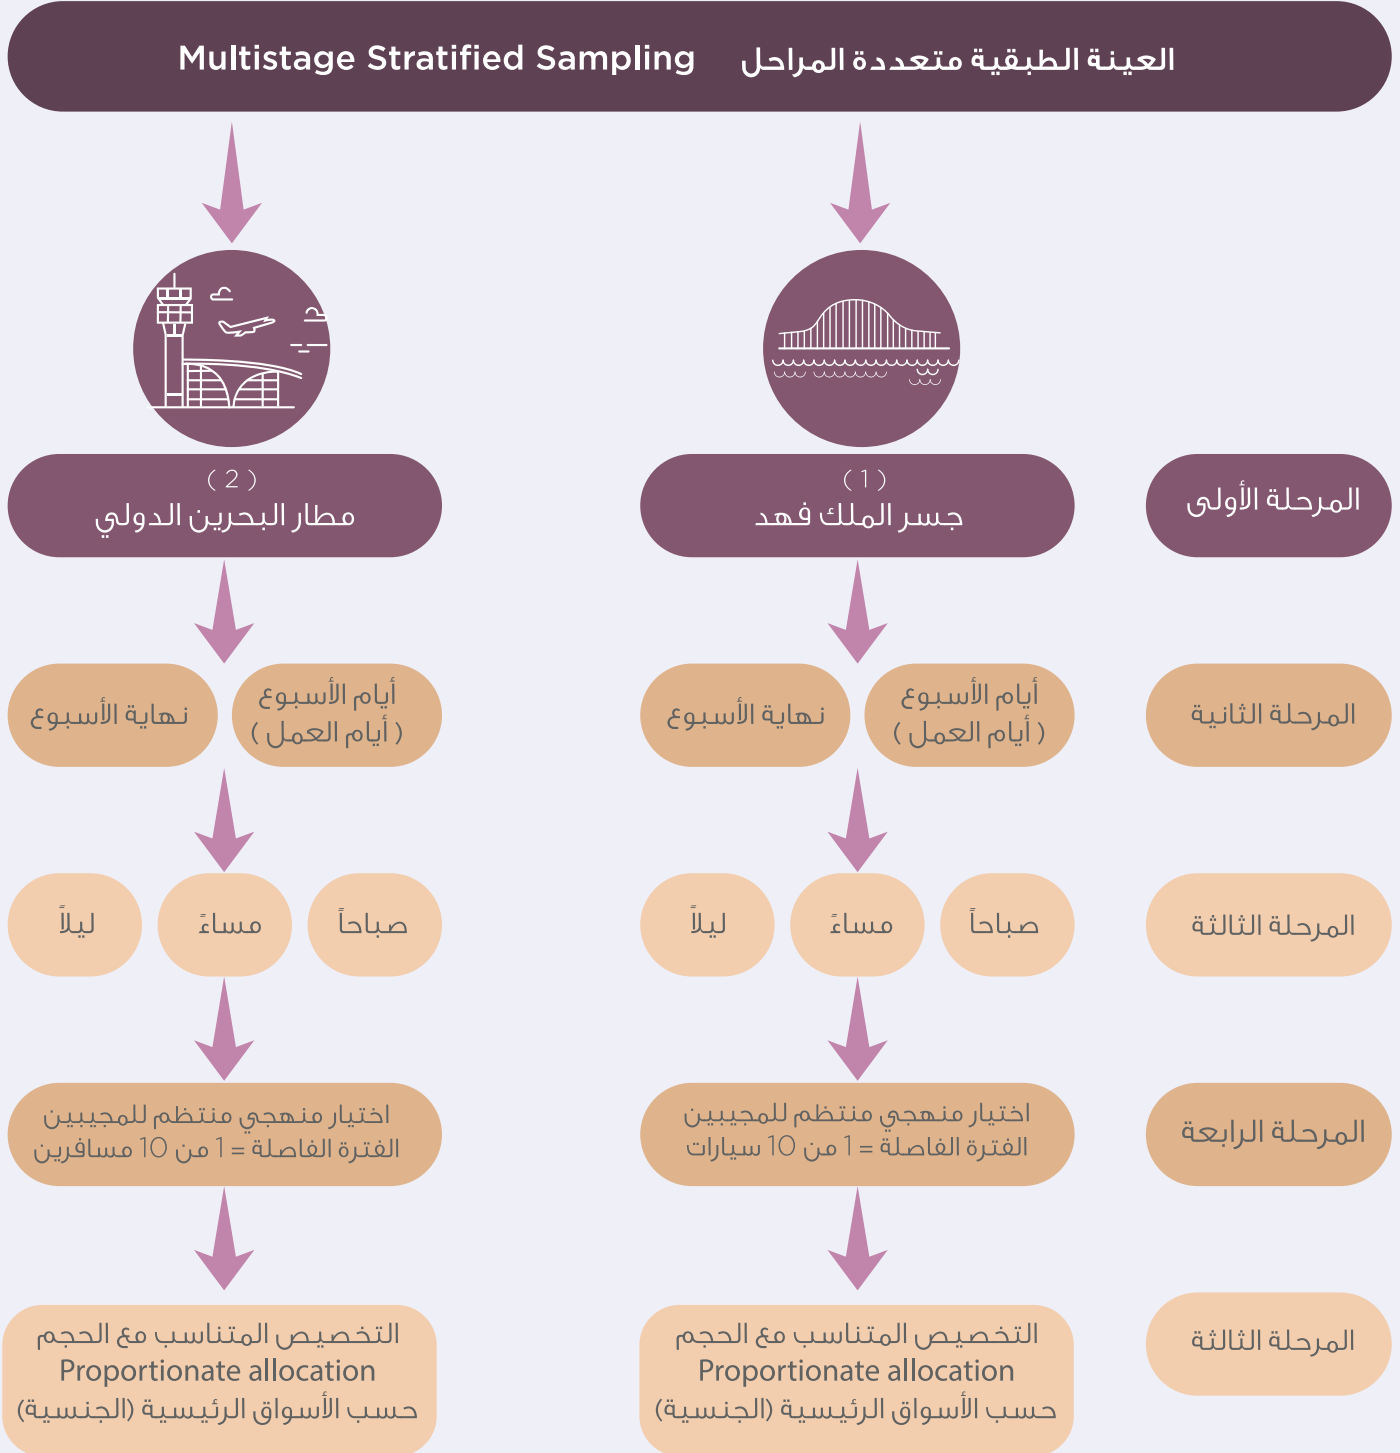 العينة الطبقية متعددة المراحل Multistage Stratified Sampling
المرحلة الأولى
( 1 )
جسر الملك فهد
( 2 )
مطار البحرين الدولي
المرحلة الثانية
أيام الأسبوع
( أيام العمل )
نهاية الأسبوع
أيام الأسبوع
( أيام العمل )
نهاية الأسبوع
المرحلة الثالثة
صباحاً
مساءً
ليلاً
صباحاً
مساءً
ليلاً
المرحلة الرابعة
اختيار منهجي منتظم للمجيبين
الفترة الفاصلة = 1 من 10 سيارات
اختيار منهجي منتظم للمجيبين
الفترة الفاصلة = 1 من 10 مسافرين
المرحلة الثالثة
التخصيص المتناسب مع الحجم
Proportionate allocation
حسب الأسواق الرئيسية (الجنسية)
التخصيص المتناسب مع الحجم
Proportionate allocation
حسب الأسواق الرئيسية (الجنسية)